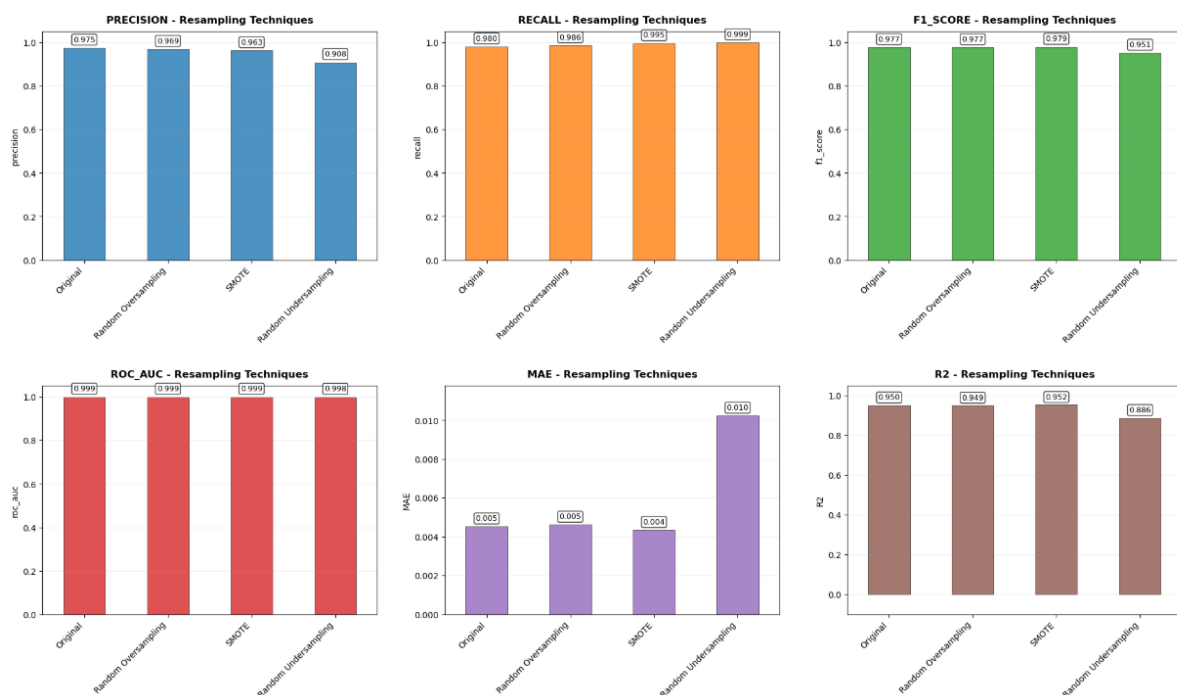 PRECISION - Resampling Techniques
1.0
0.8
0.6
0.4
0.2
0.0
precision
0.975
0.969
0.963
0.908
Original
Random Oversampling
SMOTE
Random Undersampling
RECALL - Resampling Techniques
1.0
0.8
0.6
0.4
0.2
0.0
recall
0.980
0.986
0.995
0.999
Original
Random Oversampling
SMOTE
Random Undersampling
F1_SCORE - Resampling Techniques
1.0
0.8
0.6
0.4
0.2
0.0
f1_score
0.977
0.977
0.979
0.951
Original
Random Oversampling
SMOTE
Random Undersampling
ROC_AUC - Resampling Techniques
1.0
0.8
0.6
0.4
0.2
0.0
roc_auc
0.999
0.999
0.999
0.998
Original
Random Oversampling
SMOTE
Random Undersampling
MAE - Resampling Techniques
0.010
0.008
0.006
0.004
0.002
0.000
MAE
0.005
0.005
0.004
0.010
Original
Random Oversampling
SMOTE
Random Undersampling
R2 - Resampling Techniques
1.0
0.8
0.6
0.4
0.2
0.0
R2
0.950
0.949
0.952
0.886
Original
Random Oversampling
SMOTE
Random Undersampling